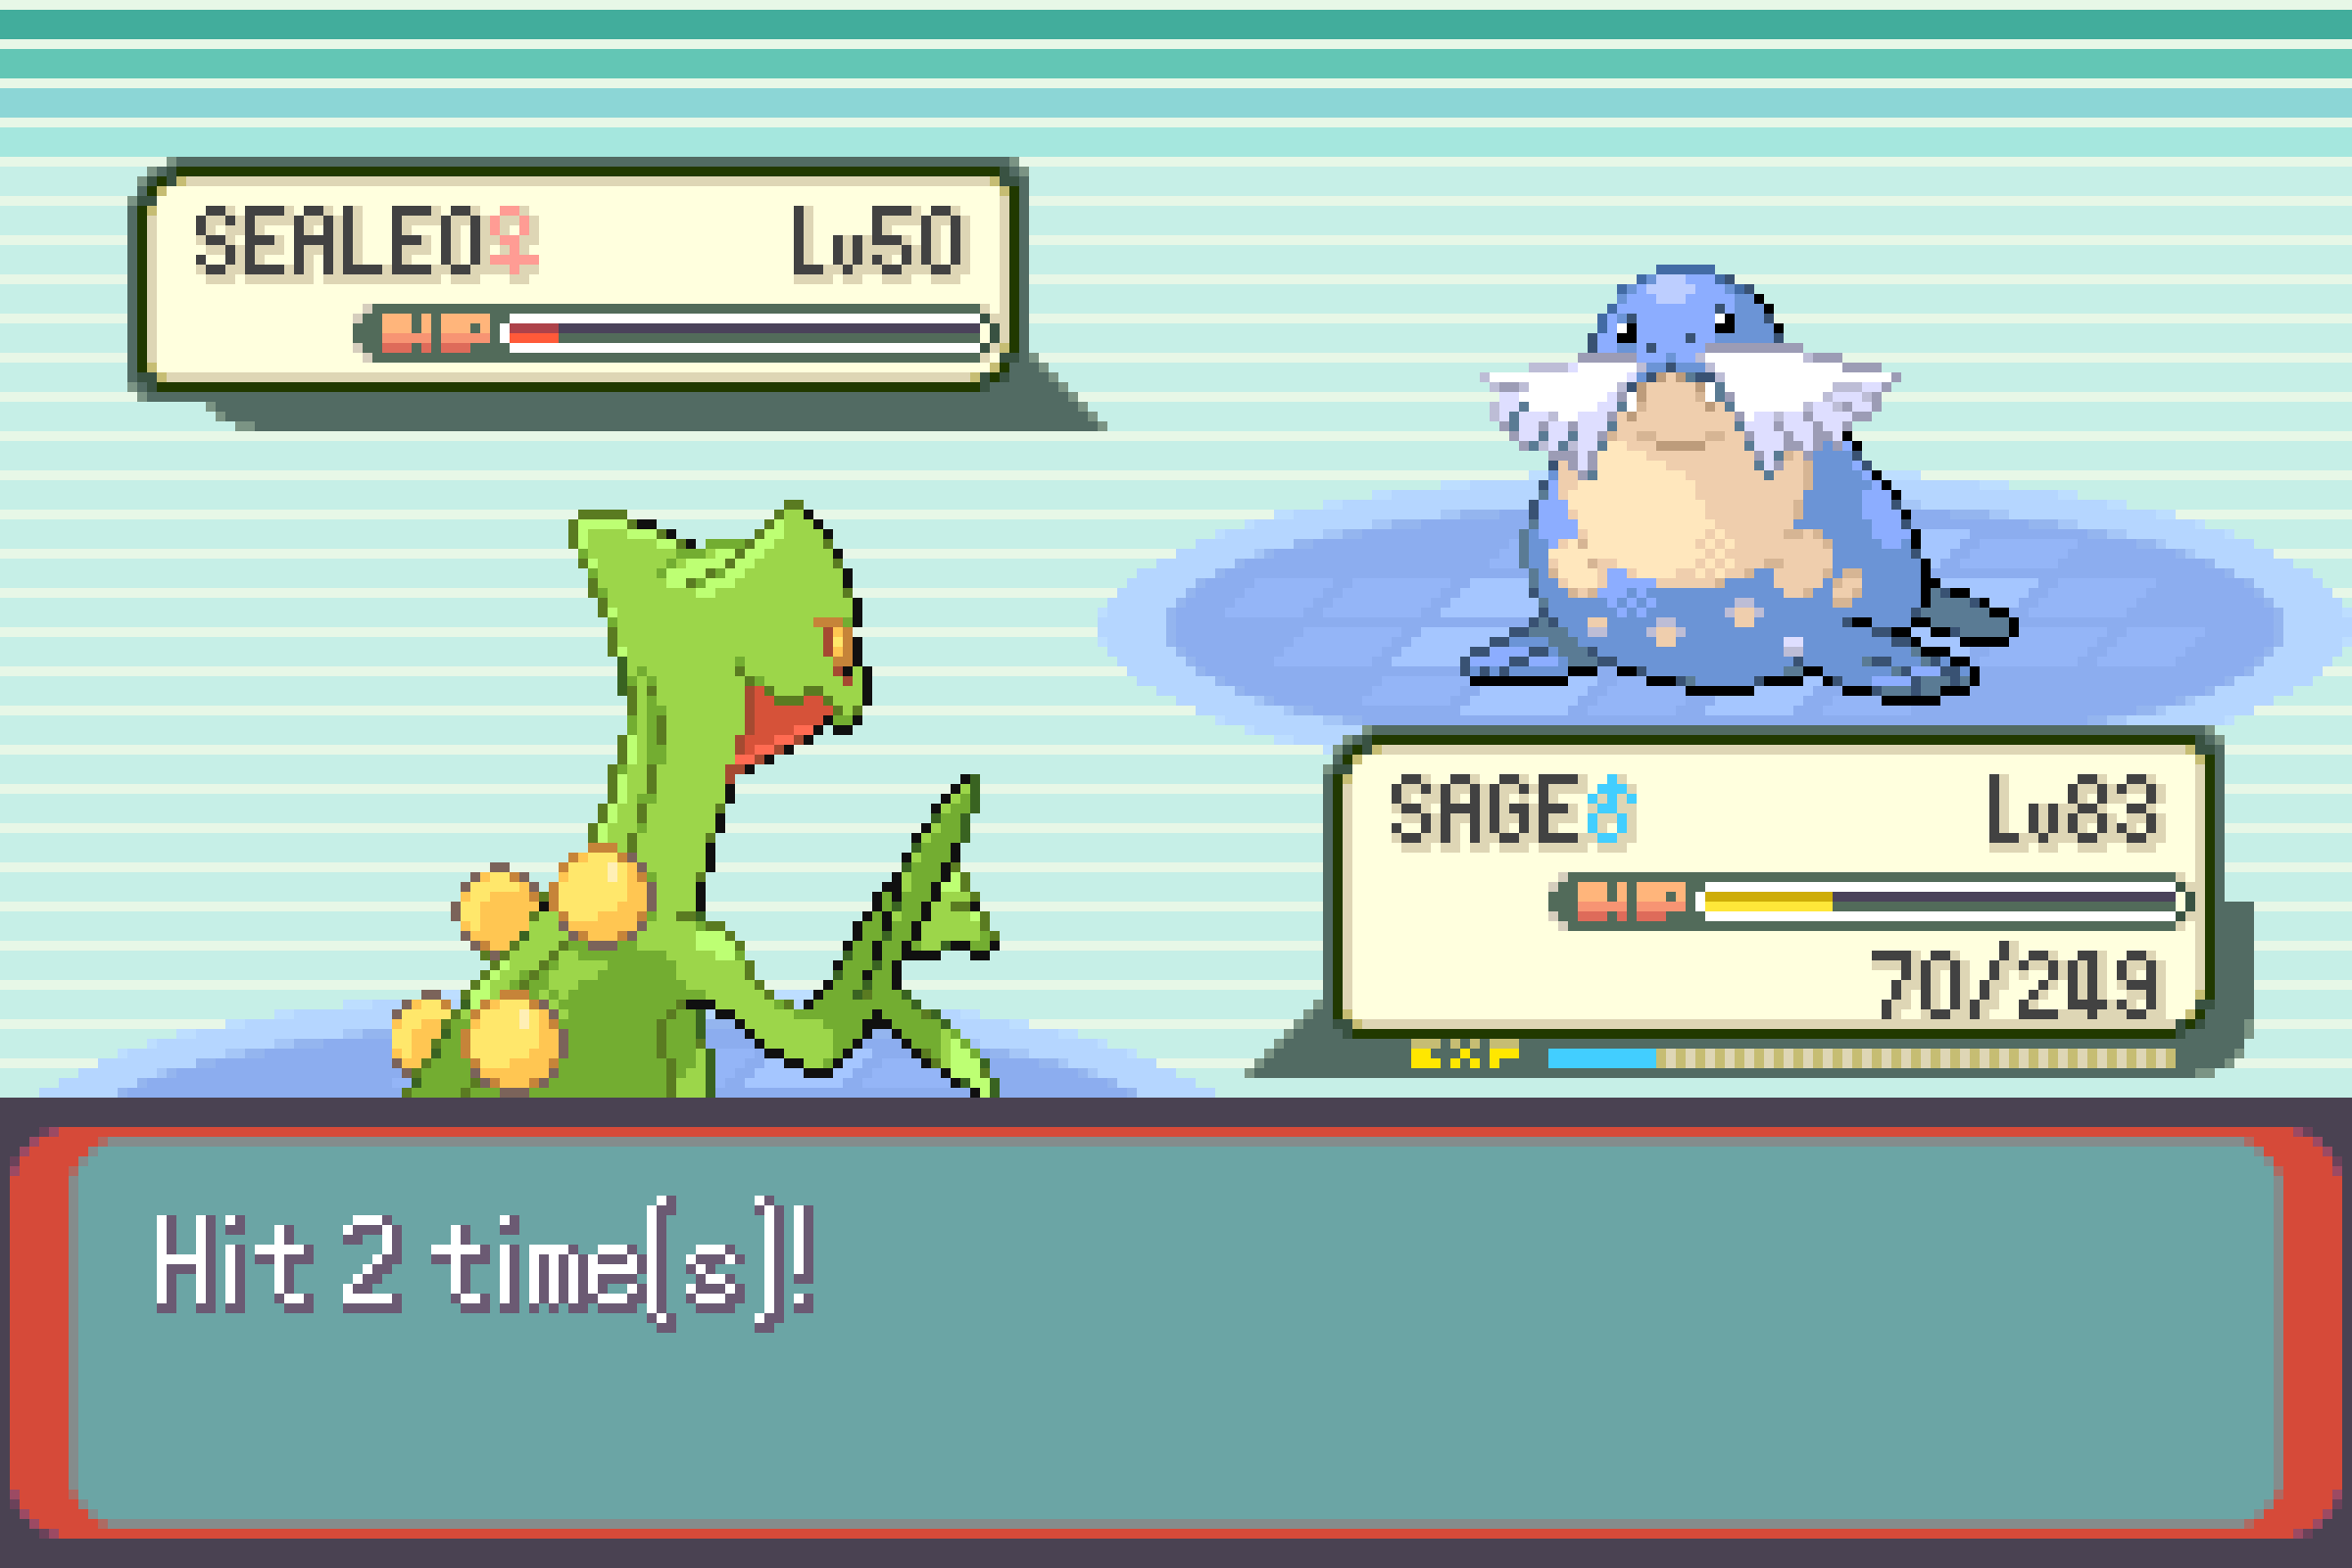 SEALEO♀ Lv50
HP
SAGE♂ Lv83
HP
70/249
EXP
Hit 2 time(s)!